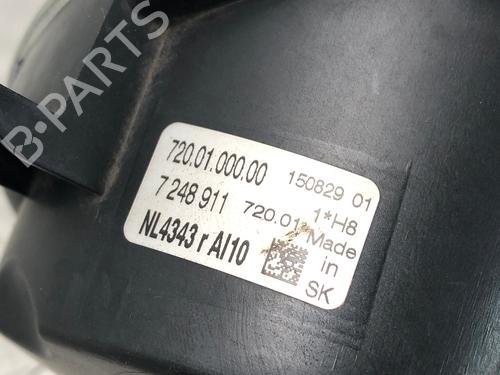 B-Parts
720.01.000.00 150829 01
7 248 911 720.01 1*H8
NL4343 r AI10 Made
in
SK